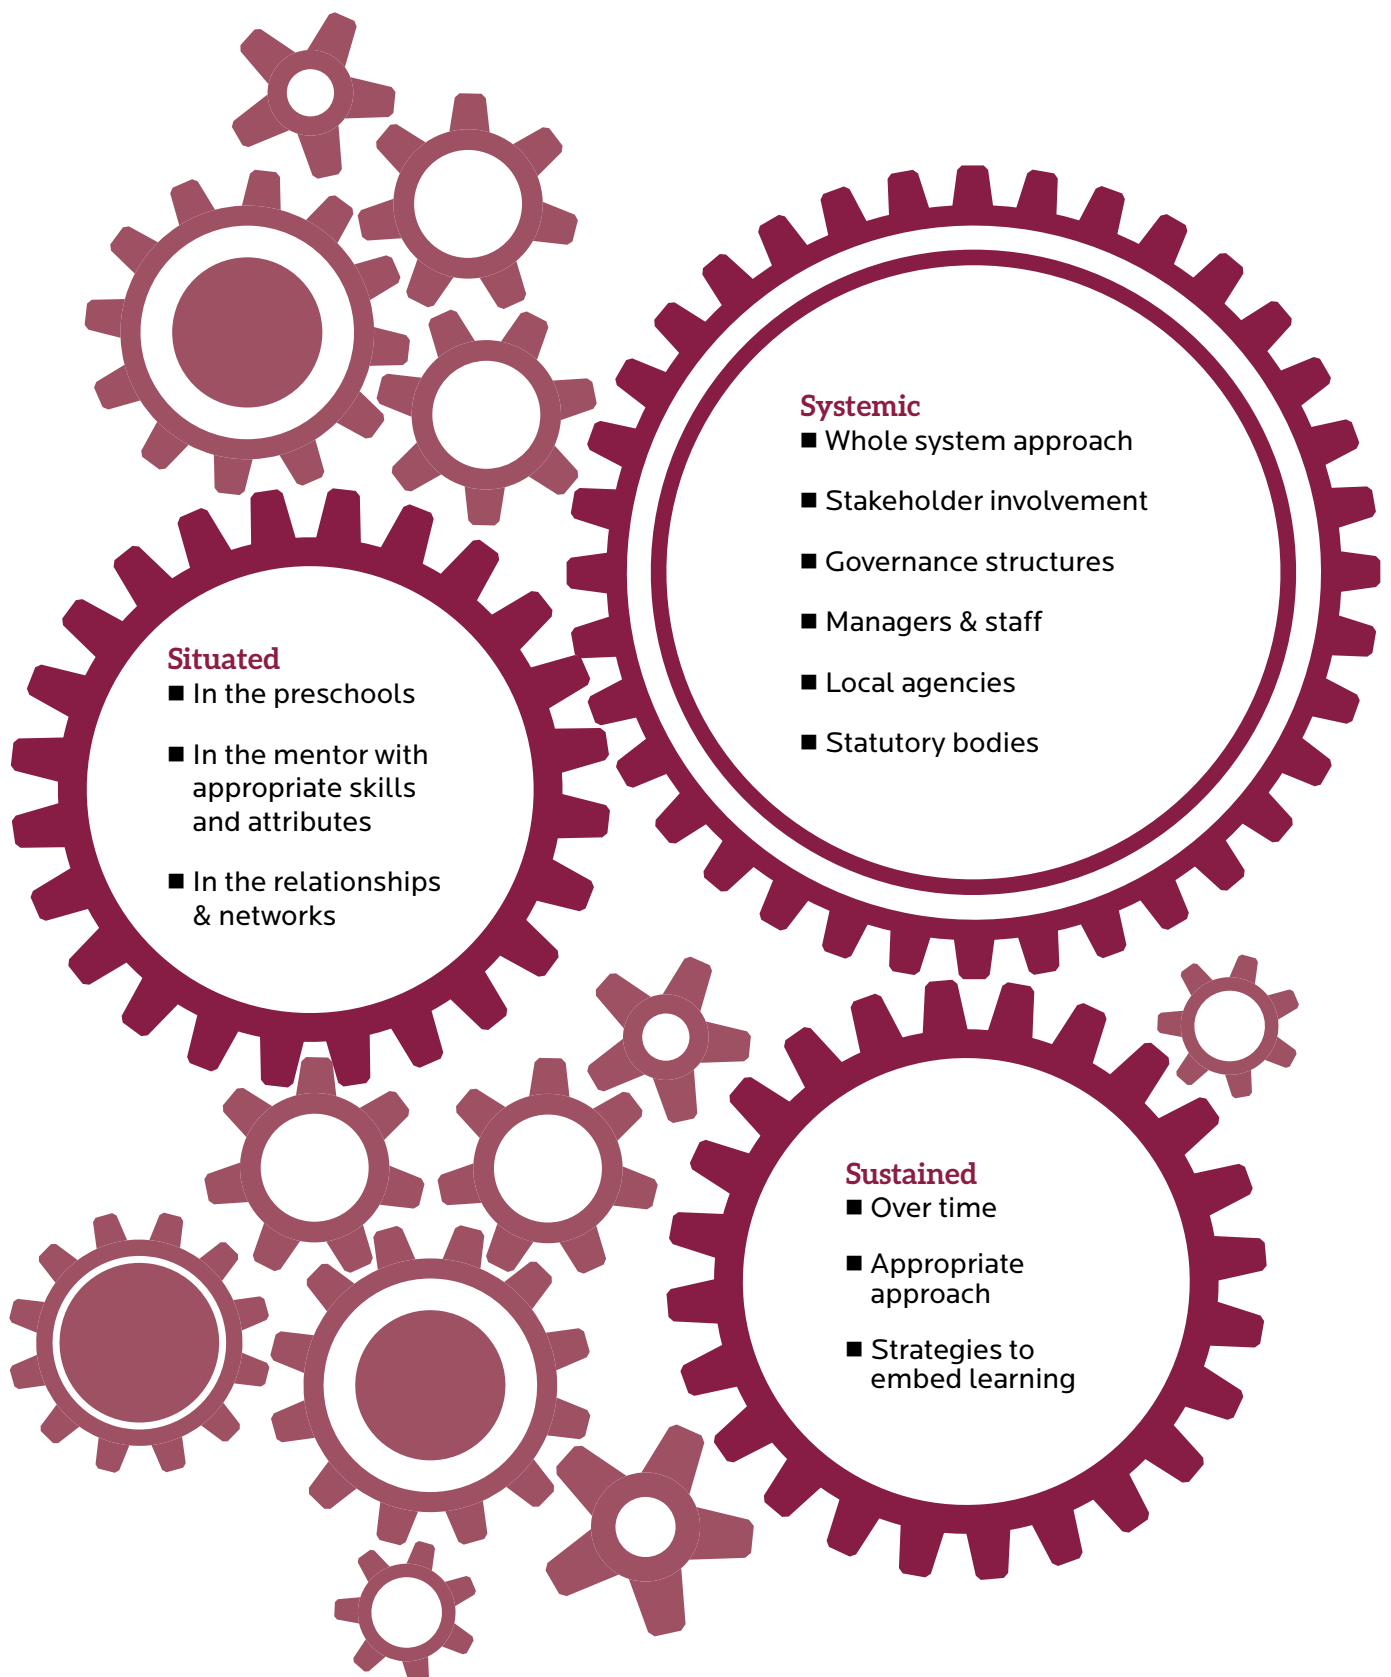 Systemic
■ Whole system approach
■ Stakeholder involvement
■ Governance structures
■ Managers & staff
■ Local agencies
■ Statutory bodies
Situated
■ In the preschools
■ In the mentor with
appropriate skills
and attributes
■ In the relationships
& networks
Sustained
■ Over time
■ Appropriate
approach
■ Strategies to
embed learning